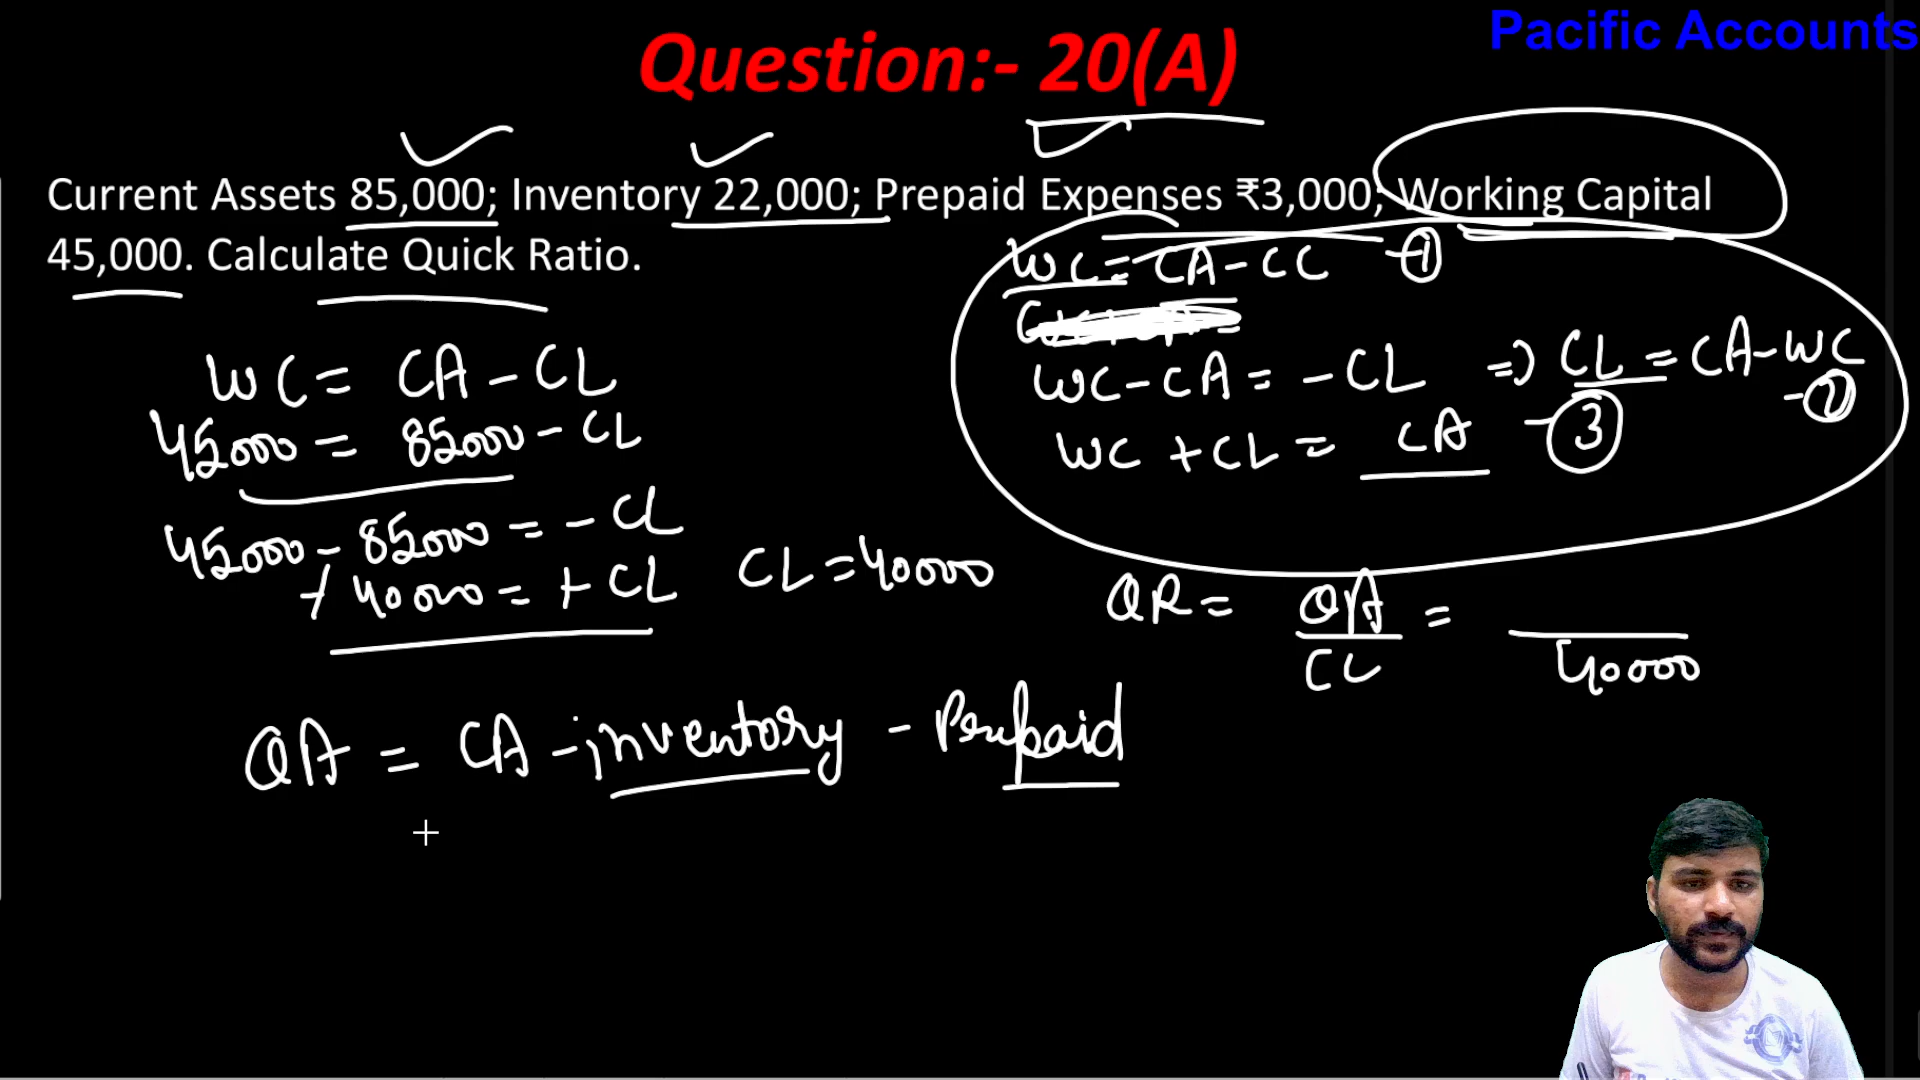 Pacific Accounts
Question:- 20(A)
Current Assets 85,000; Inventory 22,000; Prepaid Expenses ₹3,000; Working Capital
45,000. Calculate Quick Ratio.
WC = CA - CC - ①
WC = CA - CL
WC - CA = - CL => CL = CA - WC - ②
45000 = 85000 - CL
WC + CL = CA - ③
45000 - 85000 = - CL
+ 40000 = + CL
CL = 40000
QR = QA / CL = / 40000
QA = CA - inventory - Prepaid